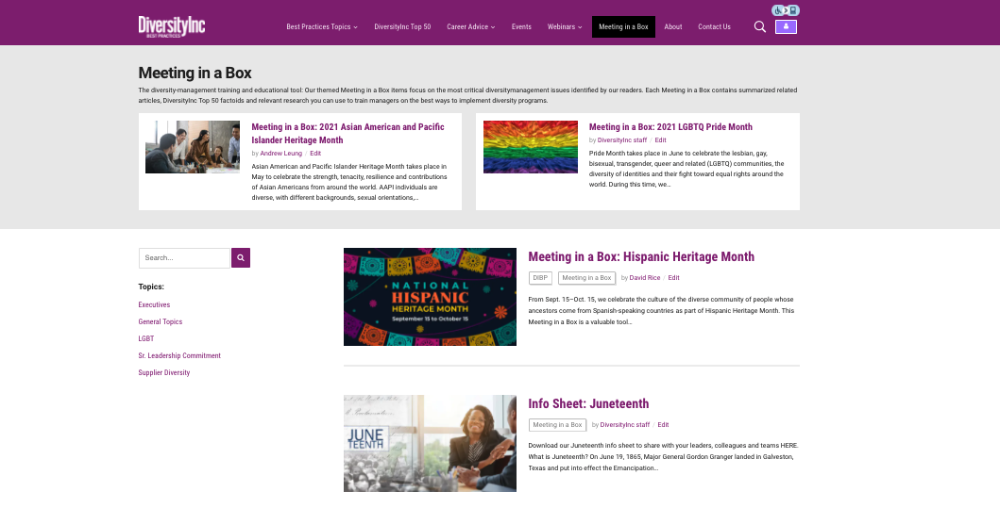 DiversityInc
BEST PRACTICES
Best Practices Topics
DiversityInc Top 50
Career Advice
Events
Webinars
Meeting in a Box
About
Contact Us
Meeting in a Box
The diversity-management training and educational tool: Our themed Meeting in a Box items focus on the most critical diversitymanagement issues identified by our readers. Each Meeting in a Box contains summarized related
articles, DiversityInc Top 50 factoids and relevant research you can use to train managers on the best ways to implement diversity programs.
Meeting in a Box: 2021 Asian American and Pacific
Islander Heritage Month
by Andrew Leung / Edit
Asian American and Pacific Islander Heritage Month takes place in
May to celebrate the strength, tenacity, resilience and contributions
of Asian Americans from around the world. AAPI individuals are
diverse, with different backgrounds, sexual orientations,...
Meeting in a Box: 2021 LGBTQ Pride Month
by DiversityInc staff / Edit
Pride Month takes place in June to celebrate the lesbian, gay,
bisexual, transgender, queer and related (LGBTQ) communities, the
diversity of identities and their fight toward equal rights around the
world. During this time, we...
Search...
Topics:
Executives
General Topics
LGBT
Sr. Leadership Commitment
Supplier Diversity
NATIONAL
HISPANIC
HERITAGE MONTH
September 15 to October 15
Meeting in a Box: Hispanic Heritage Month
DIBP
Meeting in a Box
by David Rice / Edit
From Sept. 15–Oct. 15, we celebrate the culture of the diverse community of people whose
ancestors come from Spanish-speaking countries as part of Hispanic Heritage Month. This
Meeting in a Box is a valuable tool...
JUNE
TEENTH
Info Sheet: Juneteenth
Meeting in a Box
by DiversityInc staff / Edit
Download our Juneteenth info sheet to share with your leaders, colleagues and teams HERE.
What is Juneteenth? On June 19, 1865, Major General Gordon Granger landed in Galveston,
Texas and put into effect the Emancipation...